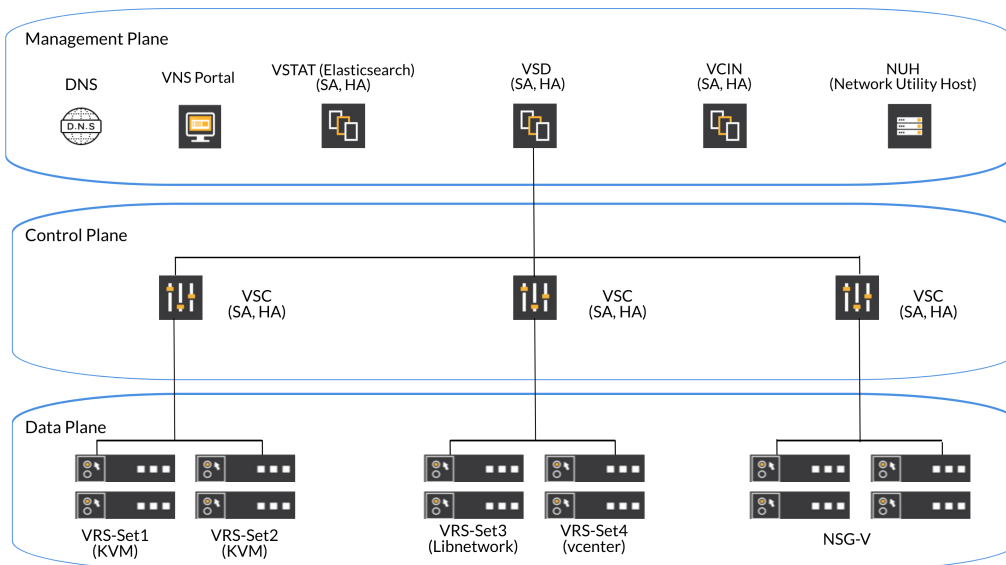 Management Plane
DNS
D.N.S
VNS Portal
VSTAT (Elasticsearch)
(SA, HA)
VSD
(SA, HA)
VCIN
(SA, HA)
NUH
(Network Utility Host)
Control Plane
VSC
(SA, HA)
VSC
(SA, HA)
VSC
(SA, HA)
Data Plane
VRS-Set1
(KVM)
VRS-Set2
(KVM)
VRS-Set3
(Libnetwork)
VRS-Set4
(vcenter)
NSG-V